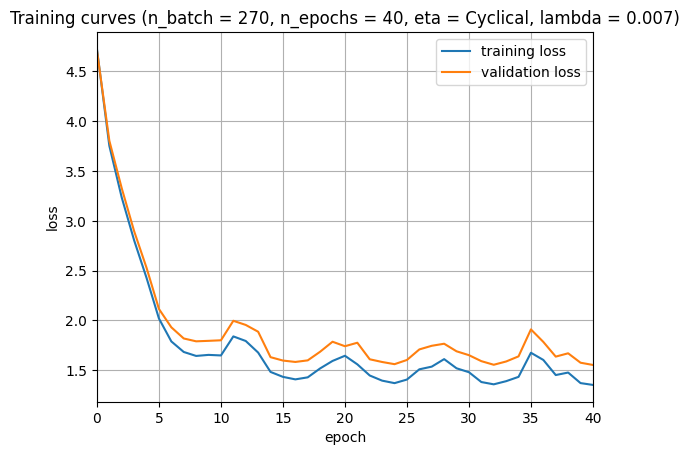 Training curves (n_batch = 270, n_epochs = 40, eta = Cyclical, lambda = 0.007)
training loss
validation loss
4.5
4.0
3.5
3.0
2.5
2.0
1.5
loss
0 5 10 15 20 25 30 35 40
epoch